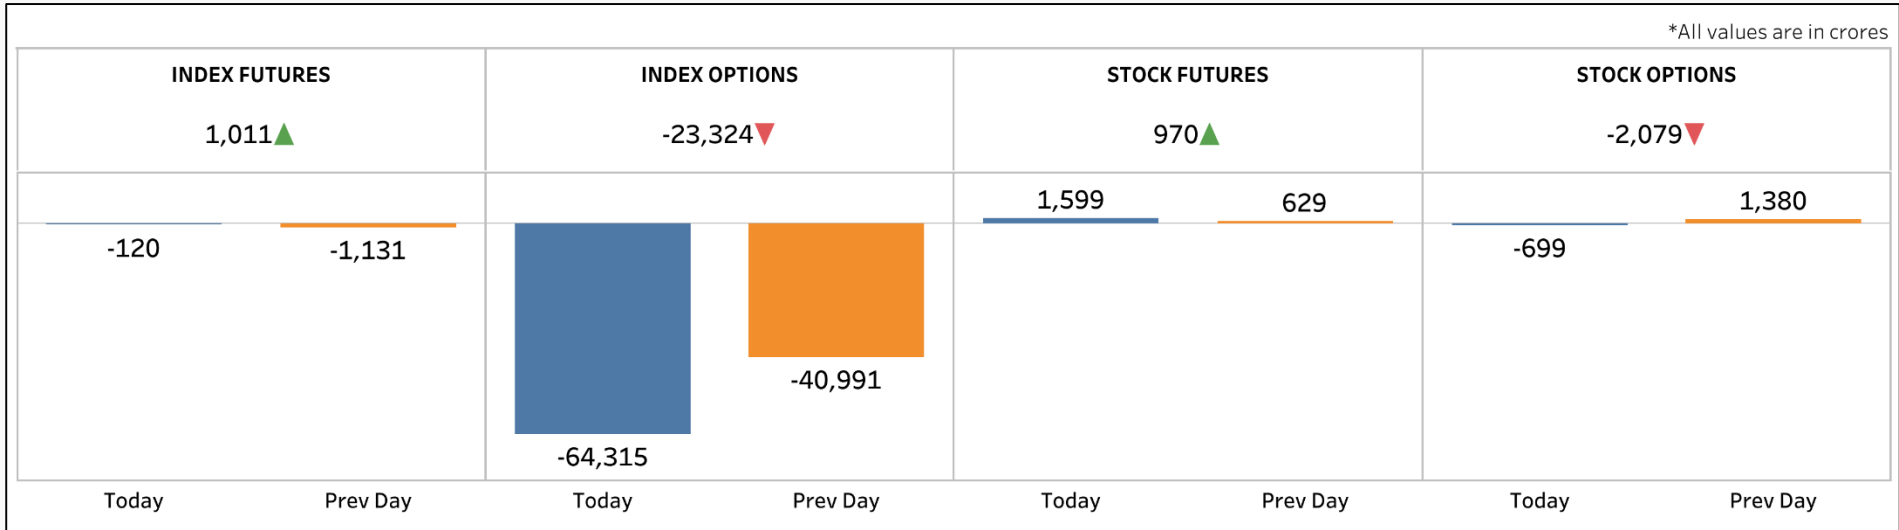 *All values are in crores
INDEX FUTURES
INDEX OPTIONS
STOCK FUTURES
STOCK OPTIONS
1,011▲
-23,324▼
970▲
-2,079▼
-120
-1,131
-64,315
-40,991
1,599
629
-699
1,380
Today
Prev Day
Today
Prev Day
Today
Prev Day
Today
Prev Day